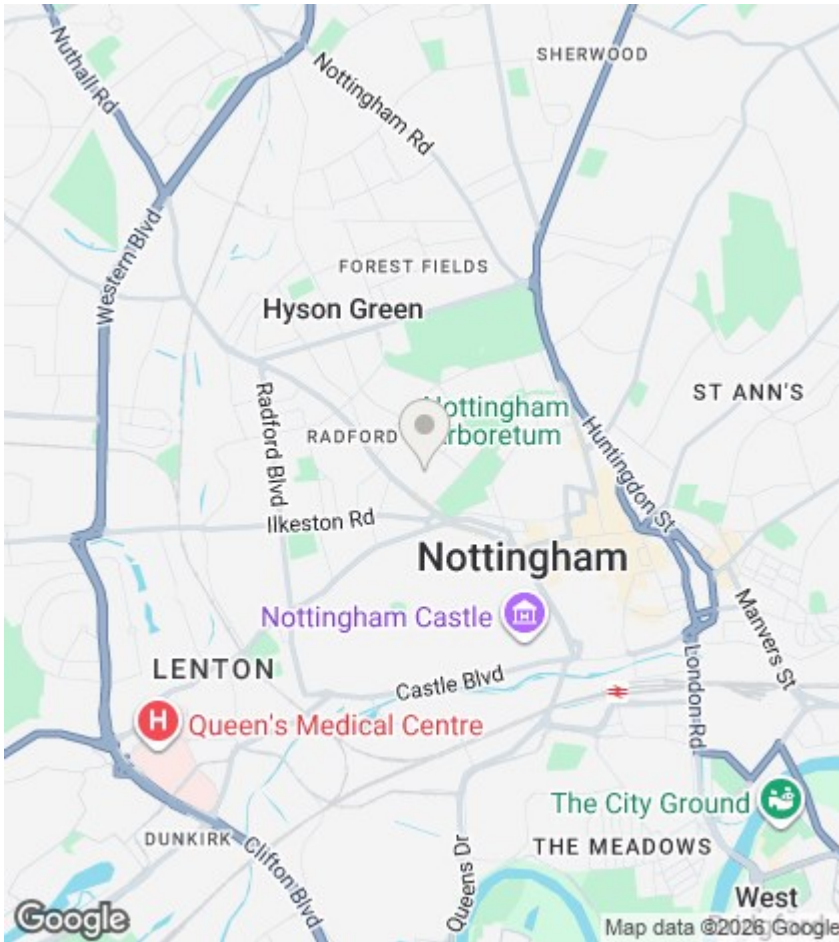 Nuthall Rd
Nottingham Rd
SHERWOOD
Western Blvd
FOREST FIELDS
Hyson Green
ST ANN'S
Nottingham
Arboretum
RADFORD
Radford Blvd
Huntingdon St
Ilkeston Rd
Nottingham
Nottingham Castle
Manvers St
LENTON
Castle Blvd
London Rd
H
Queen's Medical Centre
The City Ground
DUNKIRK
Clifton Blvd
Queens Dr
THE MEADOWS
West
Google
Map data ©2026 Google